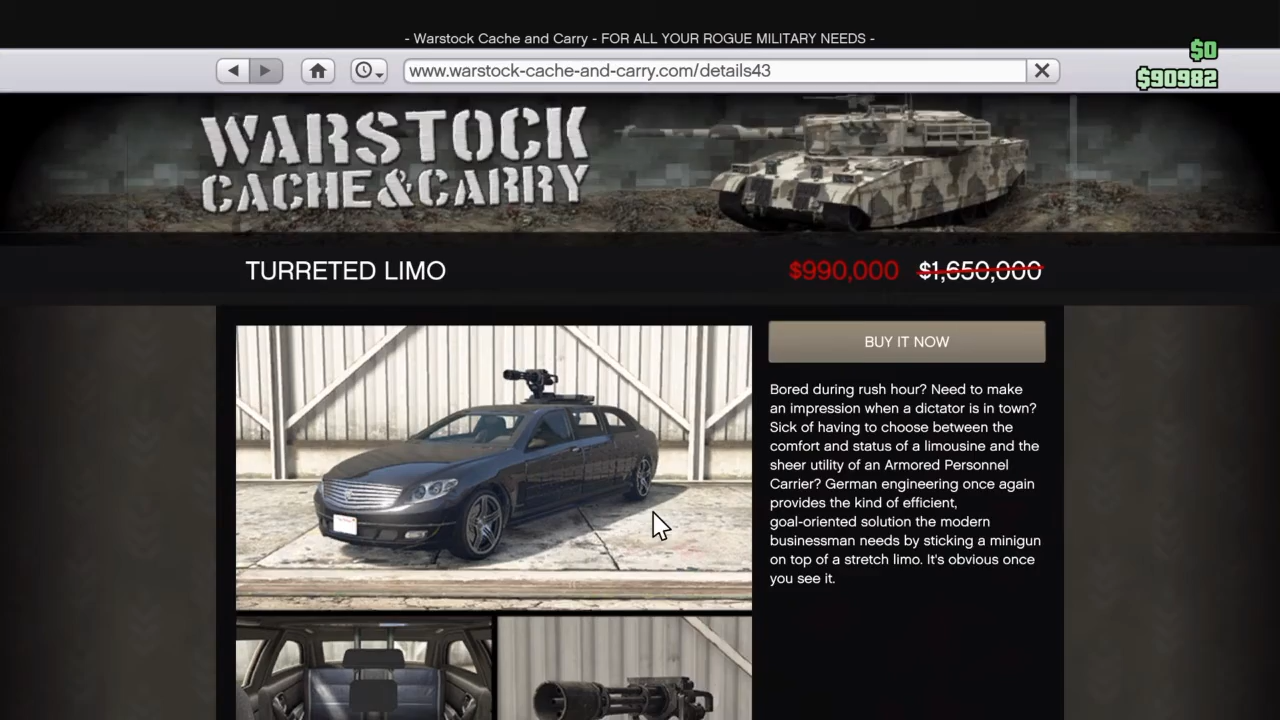 - Warstock Cache and Carry - FOR ALL YOUR ROGUE MILITARY NEEDS -
$0
www.warstock-cache-and-carry.com/details43
$90982
WARSTOCK
CACHE&CARRY
TURRETED LIMO
$990,000 $1,650,000
BUY IT NOW
Bored during rush hour? Need to make
an impression when a dictator is in town?
Sick of having to choose between the
comfort and status of a limousine and the
sheer utility of an Armored Personnel
Carrier? German engineering once again
provides the kind of efficient,
goal-oriented solution the modern
businessman needs by sticking a minigun
on top of a stretch limo. It's obvious once
you see it.